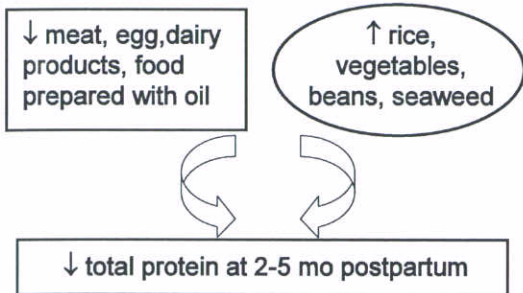 ↓ meat, egg,dairy
products, food
prepared with oil
↑ rice,
vegetables,
beans, seaweed
↓ total protein at 2-5 mo postpartum